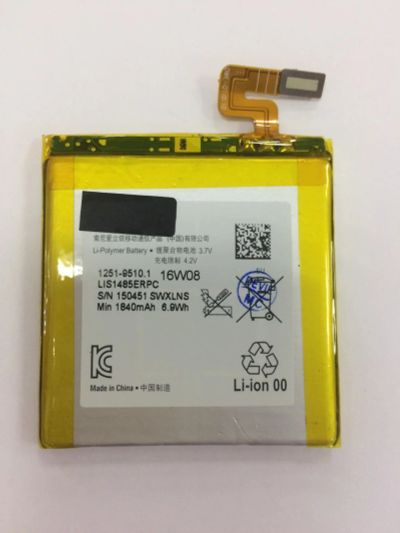 索尼爱立信移动通信产品（中国）有限公司
Li-Polymer Battery • 锂聚合物电池 3.7V
充电限制 4.2V
1251-9510.1 16W08
LIS1485ERPC
S/N 150451 SWXLNS
Min 1840mAh 6.9Wh
Made in China • 中国制造
Li-ion 00